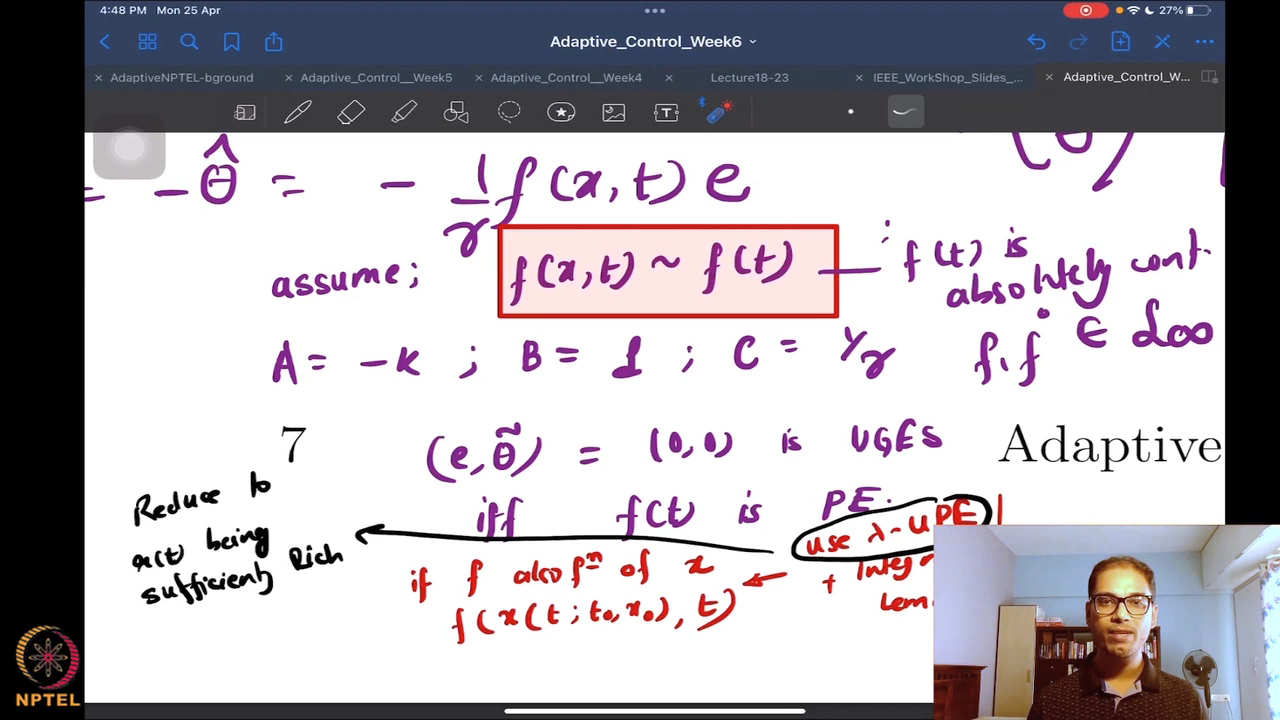 4:48 PM Mon 25 Apr
27%
Adaptive_Control_Week6
AdaptiveNPTEL-bground
Adaptive_Control__Week5
Adaptive_Control__Week4
Lecture18-23
IEEE_WorkShop_Slides_...
Adaptive_Control_W...
= - θ̂ = - 1/γ f(x,t) e
assume; f(x,t) ~ f(t) — f(t) is
absolutely cont.
A = -K ; B = 1 ; C = 1/γ f, ḟ ∈ L∞
7 (e, θ̃) = (0,0) is UGES Adaptive
Reduce to
x(t) being
sufficiently Rich
iff f(t) is PE.
use λ-UPE
+ Integ
Lem
if f also fⁿ of x
f(x(t; t₀, x₀), t)
NPTEL